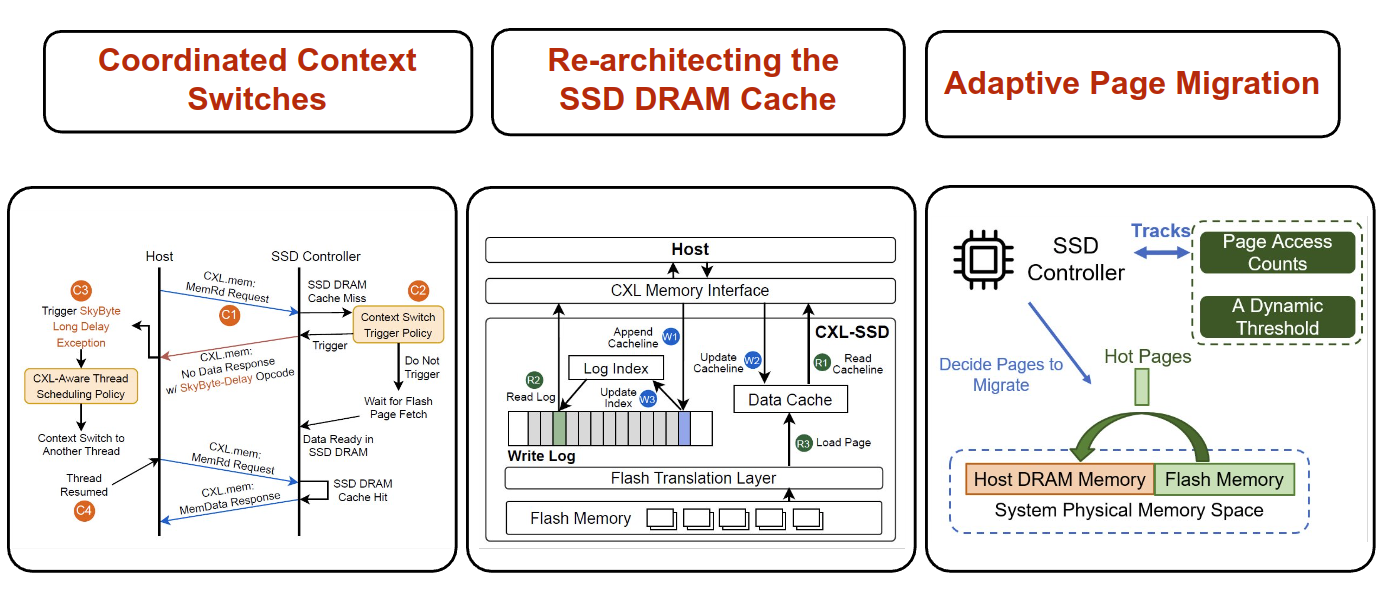 Coordinated Context
Switches
Re-architecting the
SSD DRAM Cache
Adaptive Page Migration
Host
SSD Controller
CXL.mem:
MemRd Request
C1
SSD DRAM
Cache Miss
C2
Context Switch
Trigger Policy
Trigger
Do Not
Trigger
C3
Trigger SkyByte
Long Delay
Exception
CXL.mem:
No Data Response
w/ SkyByte-Delay Opcode
CXL-Aware Thread
Scheduling Policy
Wait for Flash
Page Fetch
Context Switch to
Another Thread
Data Ready in
SSD DRAM
CXL.mem:
MemRd Request
Thread
Resumed
C4
SSD DRAM
Cache Hit
CXL.mem:
MemData Response
Host
CXL Memory Interface
CXL-SSD
Append
Cacheline
W1
Update
Cacheline
W2
R1
Read
Cacheline
Log Index
R2
Read Log
Update
Index
W3
Data Cache
Write Log
R3
Load Page
Flash Translation Layer
Flash Memory
SSD
Controller
Tracks
Page Access
Counts
A Dynamic
Threshold
Decide Pages to
Migrate
Hot Pages
Host DRAM Memory
Flash Memory
System Physical Memory Space